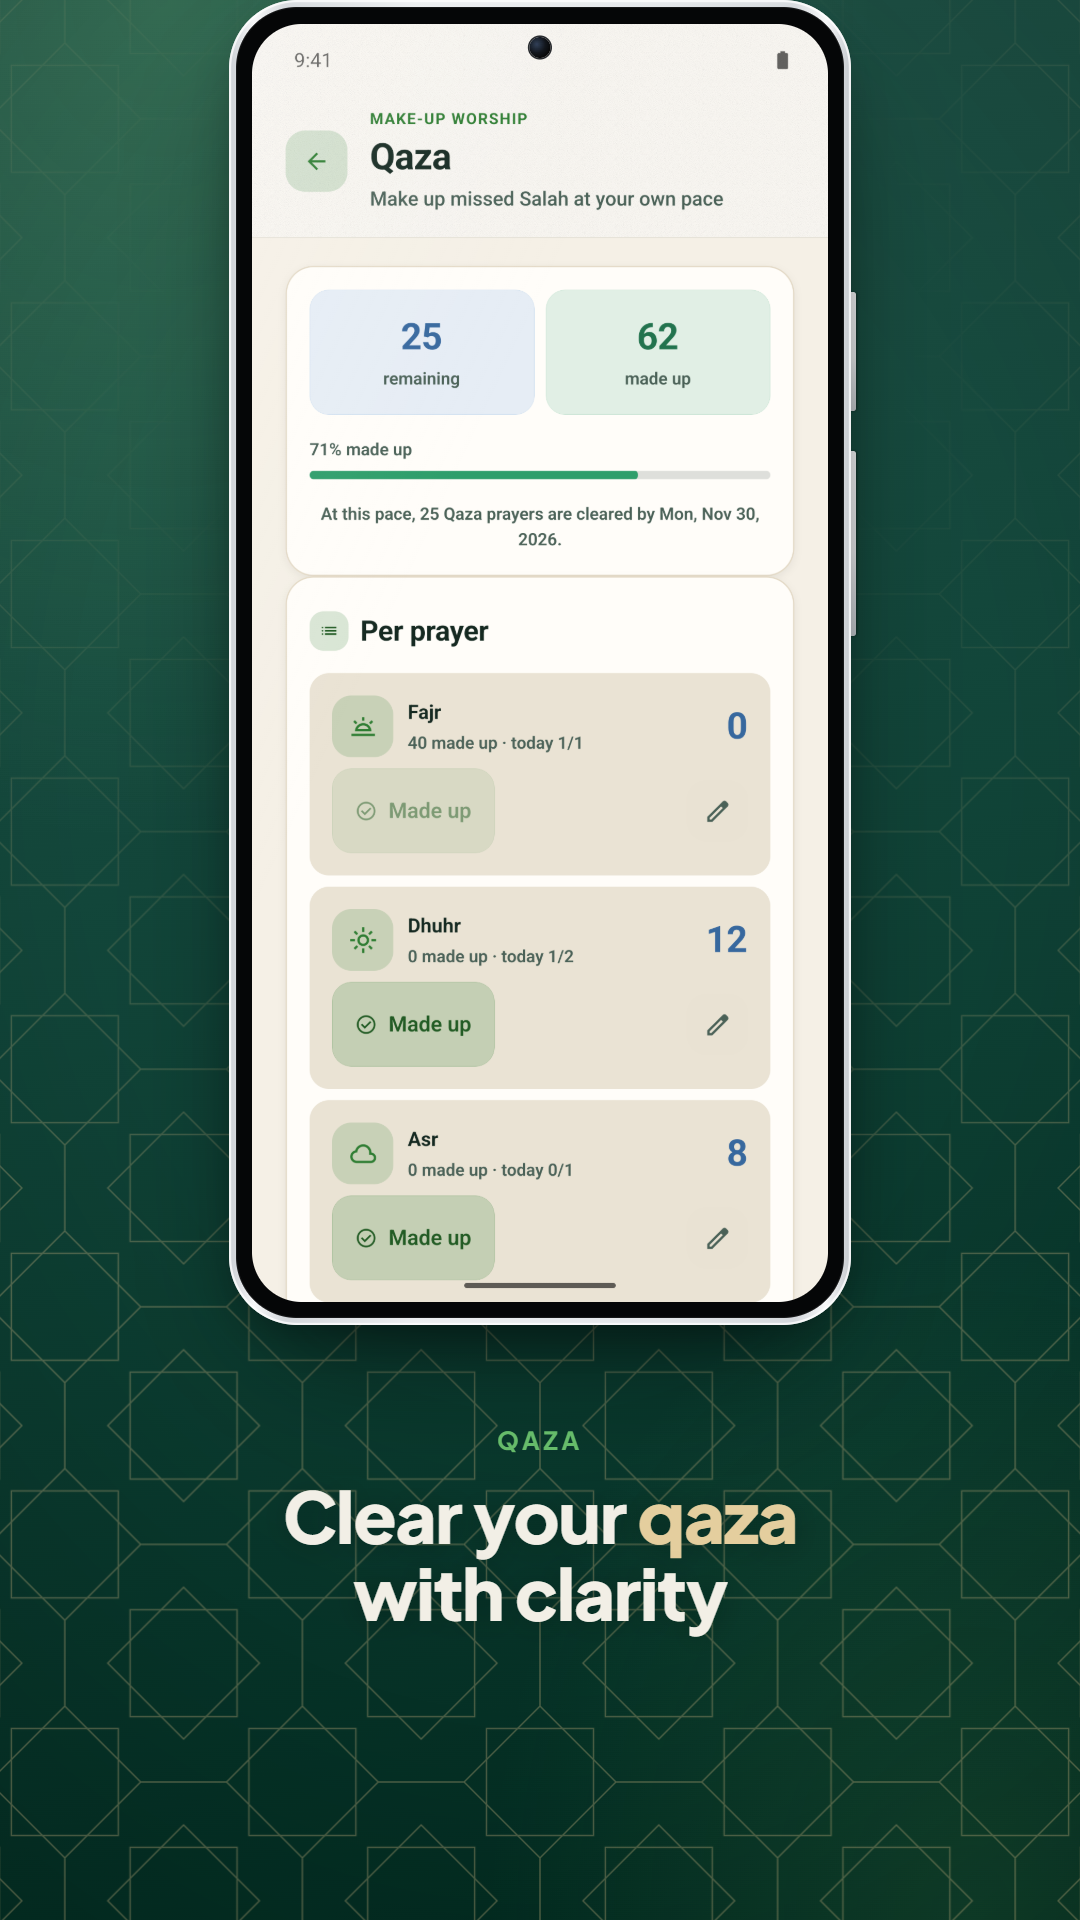 9:41
MAKE-UP WORSHIP
Qaza
Make up missed Salah at your own pace
25
remaining
62
made up
71% made up
At this pace, 25 Qaza prayers are cleared by Mon, Nov 30,
2026.
Per prayer
Fajr
40 made up · today 1/1
0
Made up
Dhuhr
0 made up · today 1/2
12
Made up
Asr
0 made up · today 0/1
8
Made up
QAZA
Clear your qaza
with clarity